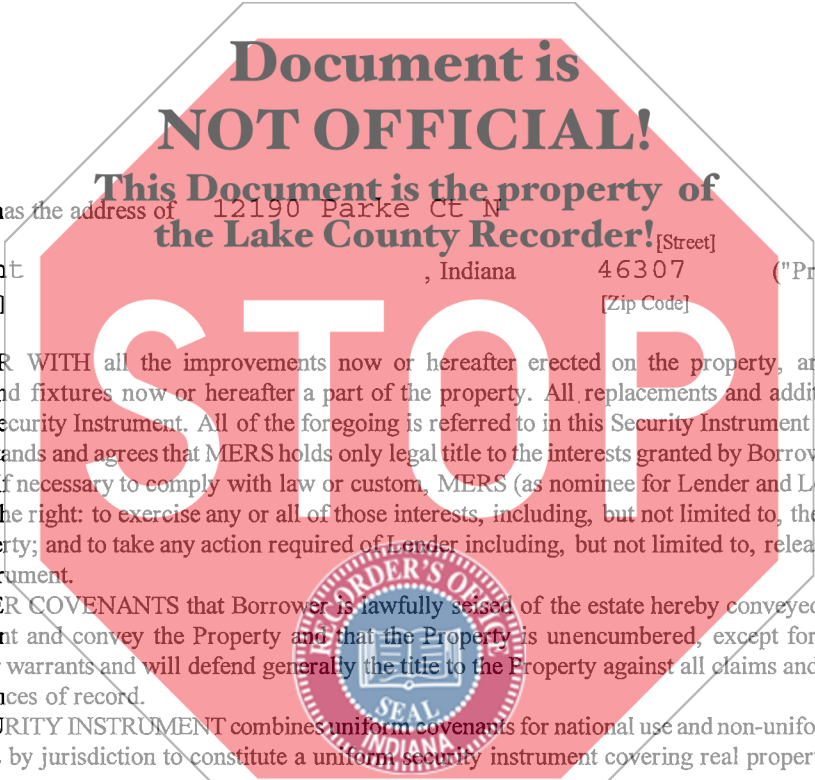 Document is
NOT OFFICIAL!
This Document is the property of
as the address of 12190 Parke Ct N
the Lake County Recorder!
[Street]
, Indiana 46307 ("Pr
[Zip Code]
R WITH all the improvements now or hereafter erected on the property, an
nd fixtures now or hereafter a part of the property. All replacements and addit
ecurity Instrument. All of the foregoing is referred to in this Security Instrument
ands and agrees that MERS holds only legal title to the interests granted by Borrow
if necessary to comply with law or custom, MERS (as nominee for Lender and L
he right: to exercise any or all of those interests, including, but not limited to, the
erty; and to take any action required of Lender including, but not limited to, relea
rument.
STOP
ER COVENANTS that Borrower is lawfully seised of the estate hereby conveyed
nt and convey the Property and that the Property is unencumbered, except for
warrants and will defend generally the title to the Property against all claims and
nces of record.
URITY INSTRUMENT combines uniform covenants for national use and non-unifo
by jurisdiction to constitute a uniform security instrument covering real proper
RECORDER'S OFFICE
SEAL
INDIANA